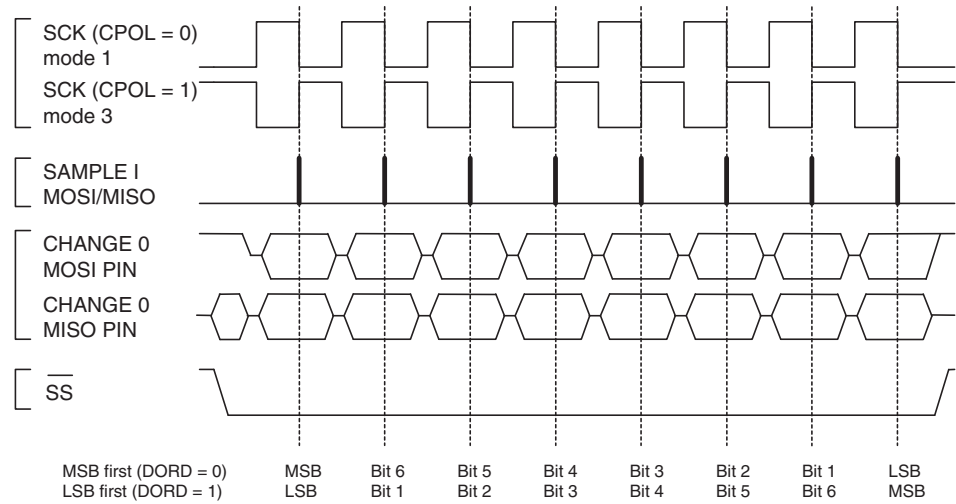 SCK (CPOL = 0)
mode 1
SCK (CPOL = 1)
mode 3
SAMPLE I
MOSI/MISO
CHANGE 0
MOSI PIN
CHANGE 0
MISO PIN
SS
MSB first (DORD = 0) MSB Bit 6 Bit 5 Bit 4 Bit 3 Bit 2 Bit 1 LSB
LSB first (DORD = 1) LSB Bit 1 Bit 2 Bit 3 Bit 4 Bit 5 Bit 6 MSB